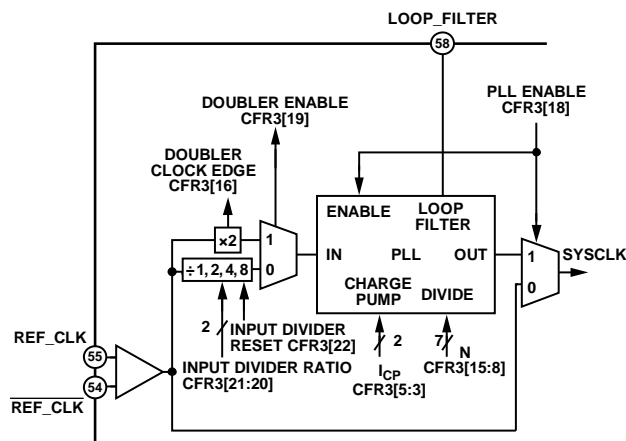 LOOP_FILTER
58
DOUBLER ENABLE
CFR3[19]
PLL ENABLE
CFR3[18]
DOUBLER
CLOCK EDGE
CFR3[16]
ENABLE
LOOP
FILTER
×2
1
IN
PLL
OUT
1
SYSCLK
÷1, 2, 4, 8
0
0
CHARGE
PUMP
DIVIDE
2
INPUT DIVIDER
RESET CFR3[22]
2
7
REF_CLK
55
INPUT DIVIDER RATIO
CFR3[21:20]
ICP
CFR3[5:3]
N
CFR3[15:8]
54
REF_CLK